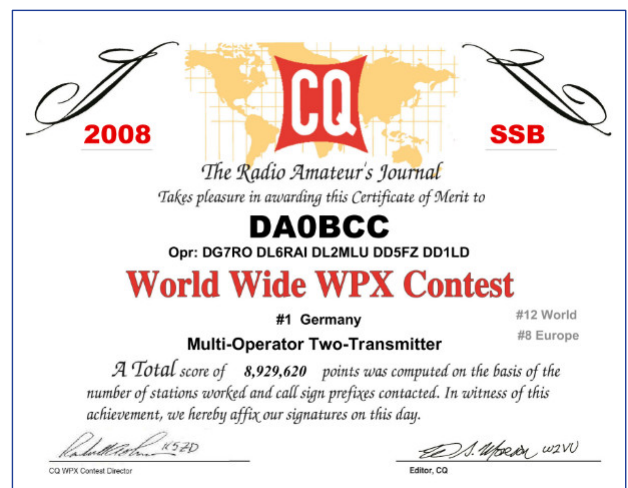 2008
CQ
SSB
The Radio Amateur's Journal
Takes pleasure in awarding this Certificate of Merit to
DA0BCC
Opr: DG7RO DL6RAI DL2MLU DD5FZ DD1LD
World Wide WPX Contest
#1 Germany
#12 World
#8 Europe
Multi-Operator Two-Transmitter
A Total score of 8,929,620 points was computed on the basis of the
number of stations worked and call sign prefixes contacted. In witness of this
achievement, we hereby affix our signatures on this day.
K5ZD
W2VU
CQ WPX Contest Director
Editor, CQ